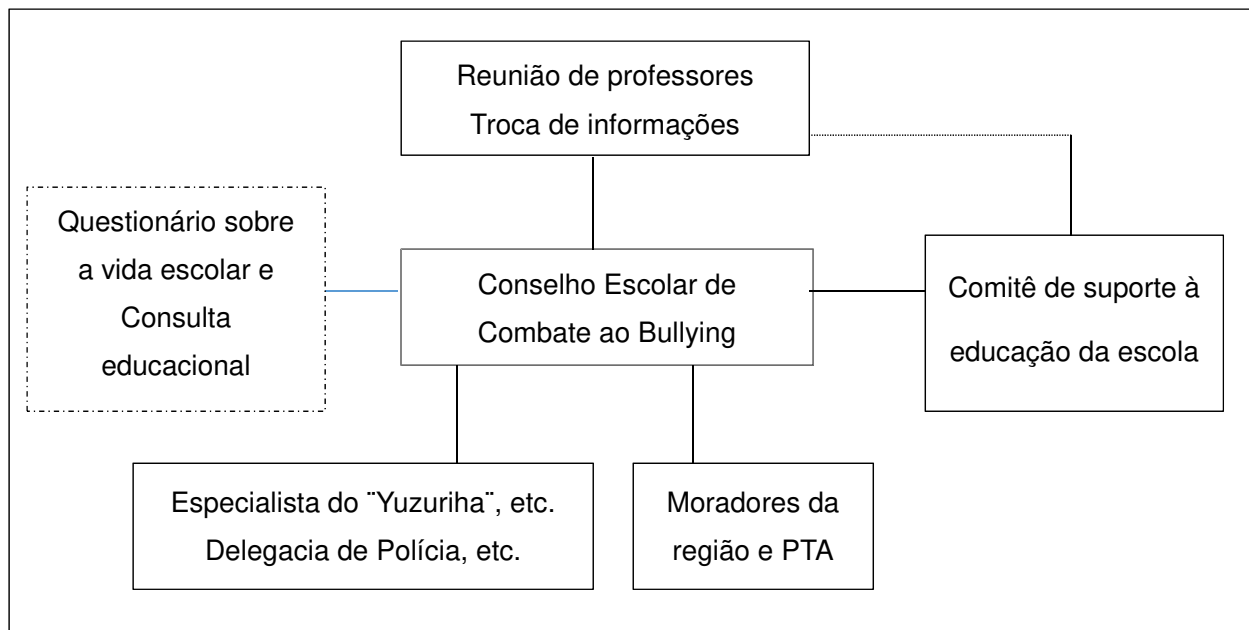 Reunião de professores
Troca de informações
Questionário sobre
a vida escolar e
Consulta
educacional
Conselho Escolar de
Combate ao Bullying
Comitê de suporte à
educação da escola
Especialista do ¨Yuzuriha¨, etc.
Delegacia de Polícia, etc.
Moradores da
região e PTA